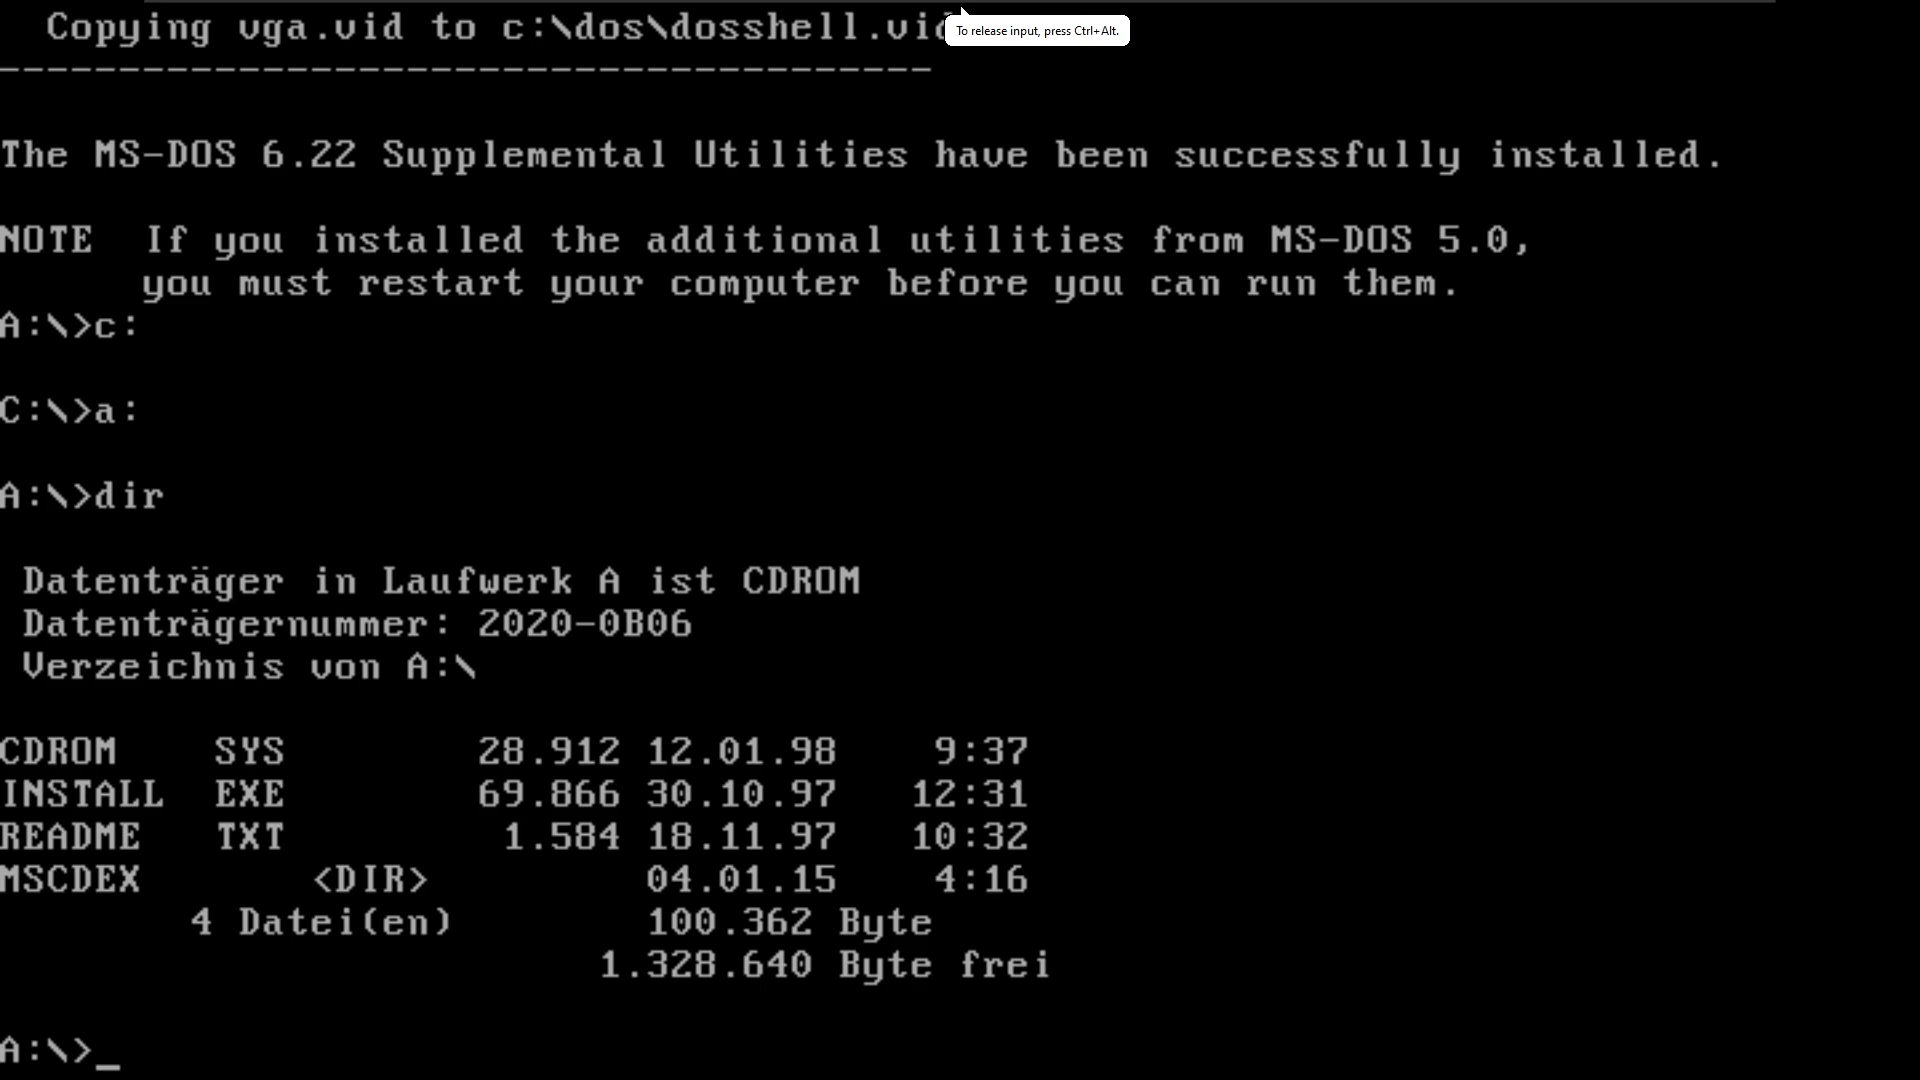 Copying vga.vid to c:\dos\dosshell.vid
To release input, press Ctrl+Alt.
---------------------------------------
The MS-DOS 6.22 Supplemental Utilities have been successfully installed.
NOTE  If you installed the additional utilities from MS-DOS 5.0,
you must restart your computer before you can run them.
A:\>c:
C:\>a:
A:\>dir
Datenträger in Laufwerk A ist CDROM
Datenträgernummer: 2020-0B06
Verzeichnis von A:\
CDROM    SYS        28.912 12.01.98    9:37
INSTALL  EXE        69.866 30.10.97   12:31
README   TXT         1.584 18.11.97   10:32
MSCDEX       <DIR>         04.01.15    4:16
4 Datei(en)        100.362 Byte
1.328.640 Byte frei
A:\>_